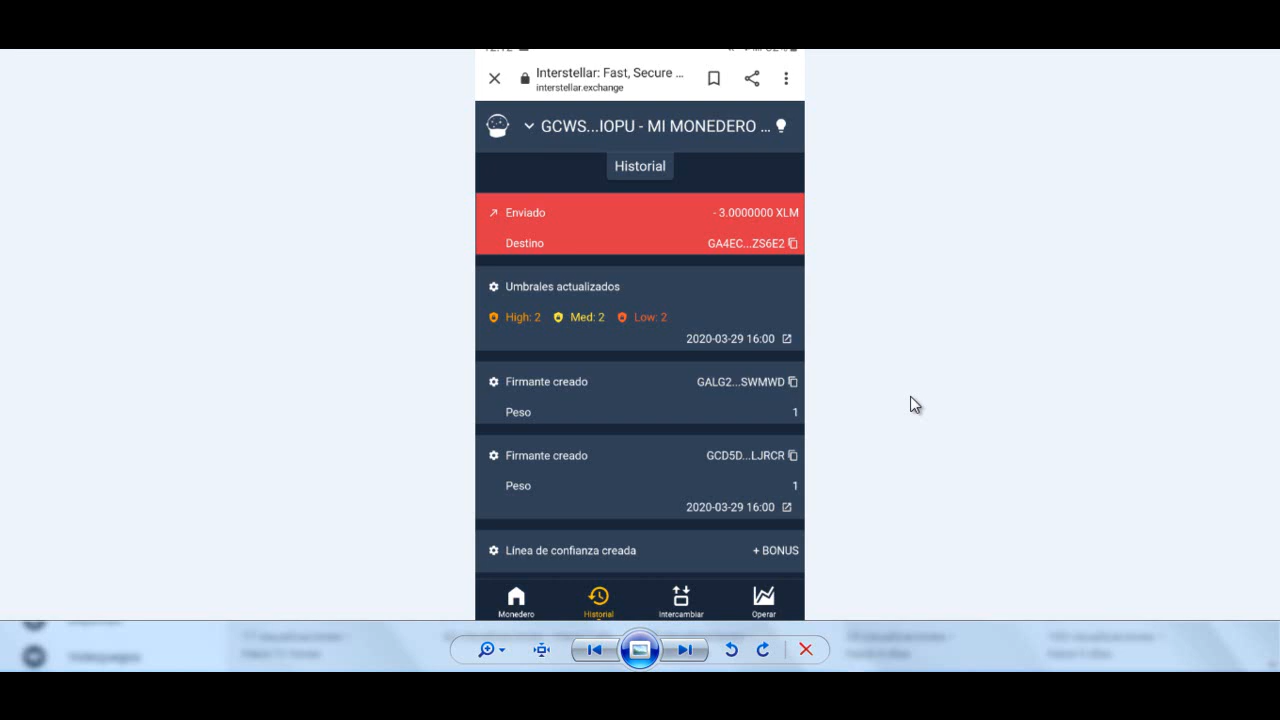 Interstellar: Fast, Secure ...
interstellar.exchange
GCWS...IOPU - MI MONEDERO ...
Historial
Enviado - 3.0000000 XLM
Destino GA4EC...ZS6E2
Umbrales actualizados
High: 2 Med: 2 Low: 2
2020-03-29 16:00
Firmante creado GALG2...SWMWD
Peso 1
Firmante creado GCD5D...LJRCR
Peso 1
2020-03-29 16:00
Línea de confianza creada + BONUS
Monedero Historial Intercambiar Operar